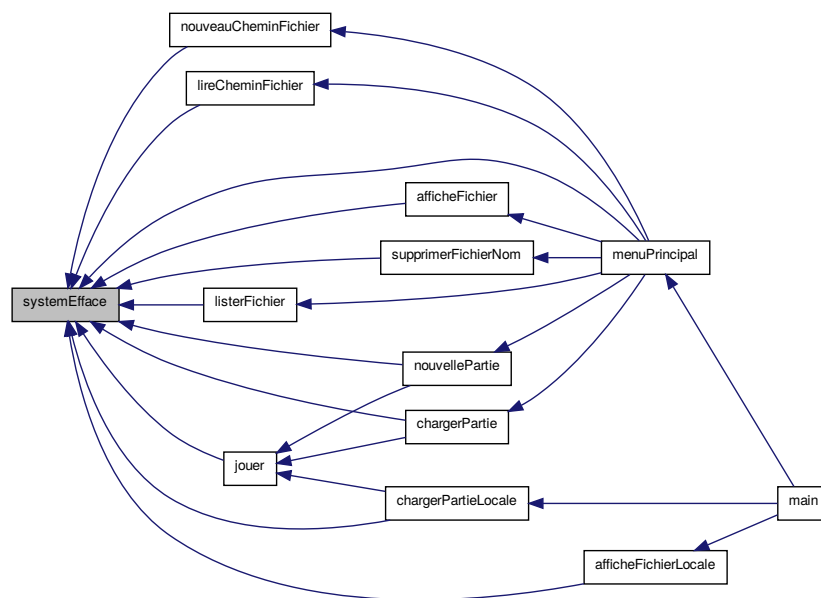 nouveauCheminFichier
lireCheminFichier
afficheFichier
supprimerFichierNom
menuPrincipal
systemEfface
listerFichier
nouvellePartie
chargerPartie
jouer
chargerPartieLocale
main
afficheFichierLocale